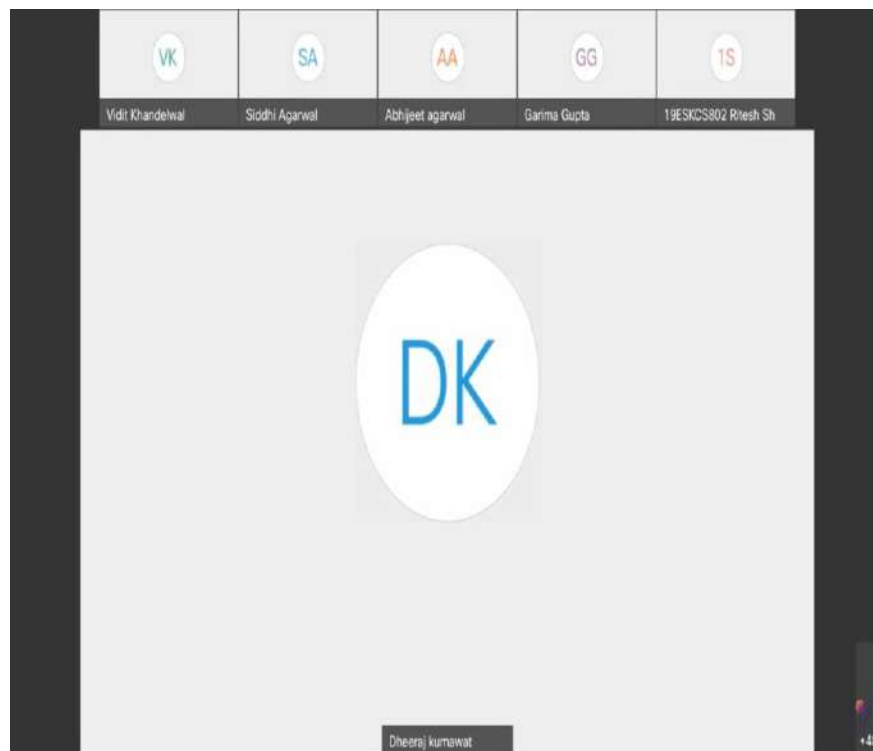 VK SA AA GG 1S
Vidit Khandelwal Siddhi Agarwal Abhijeet agarwal Garima Gupta 19ESKCS802 Ritesh Sh
DK
Dheeraj kumawat